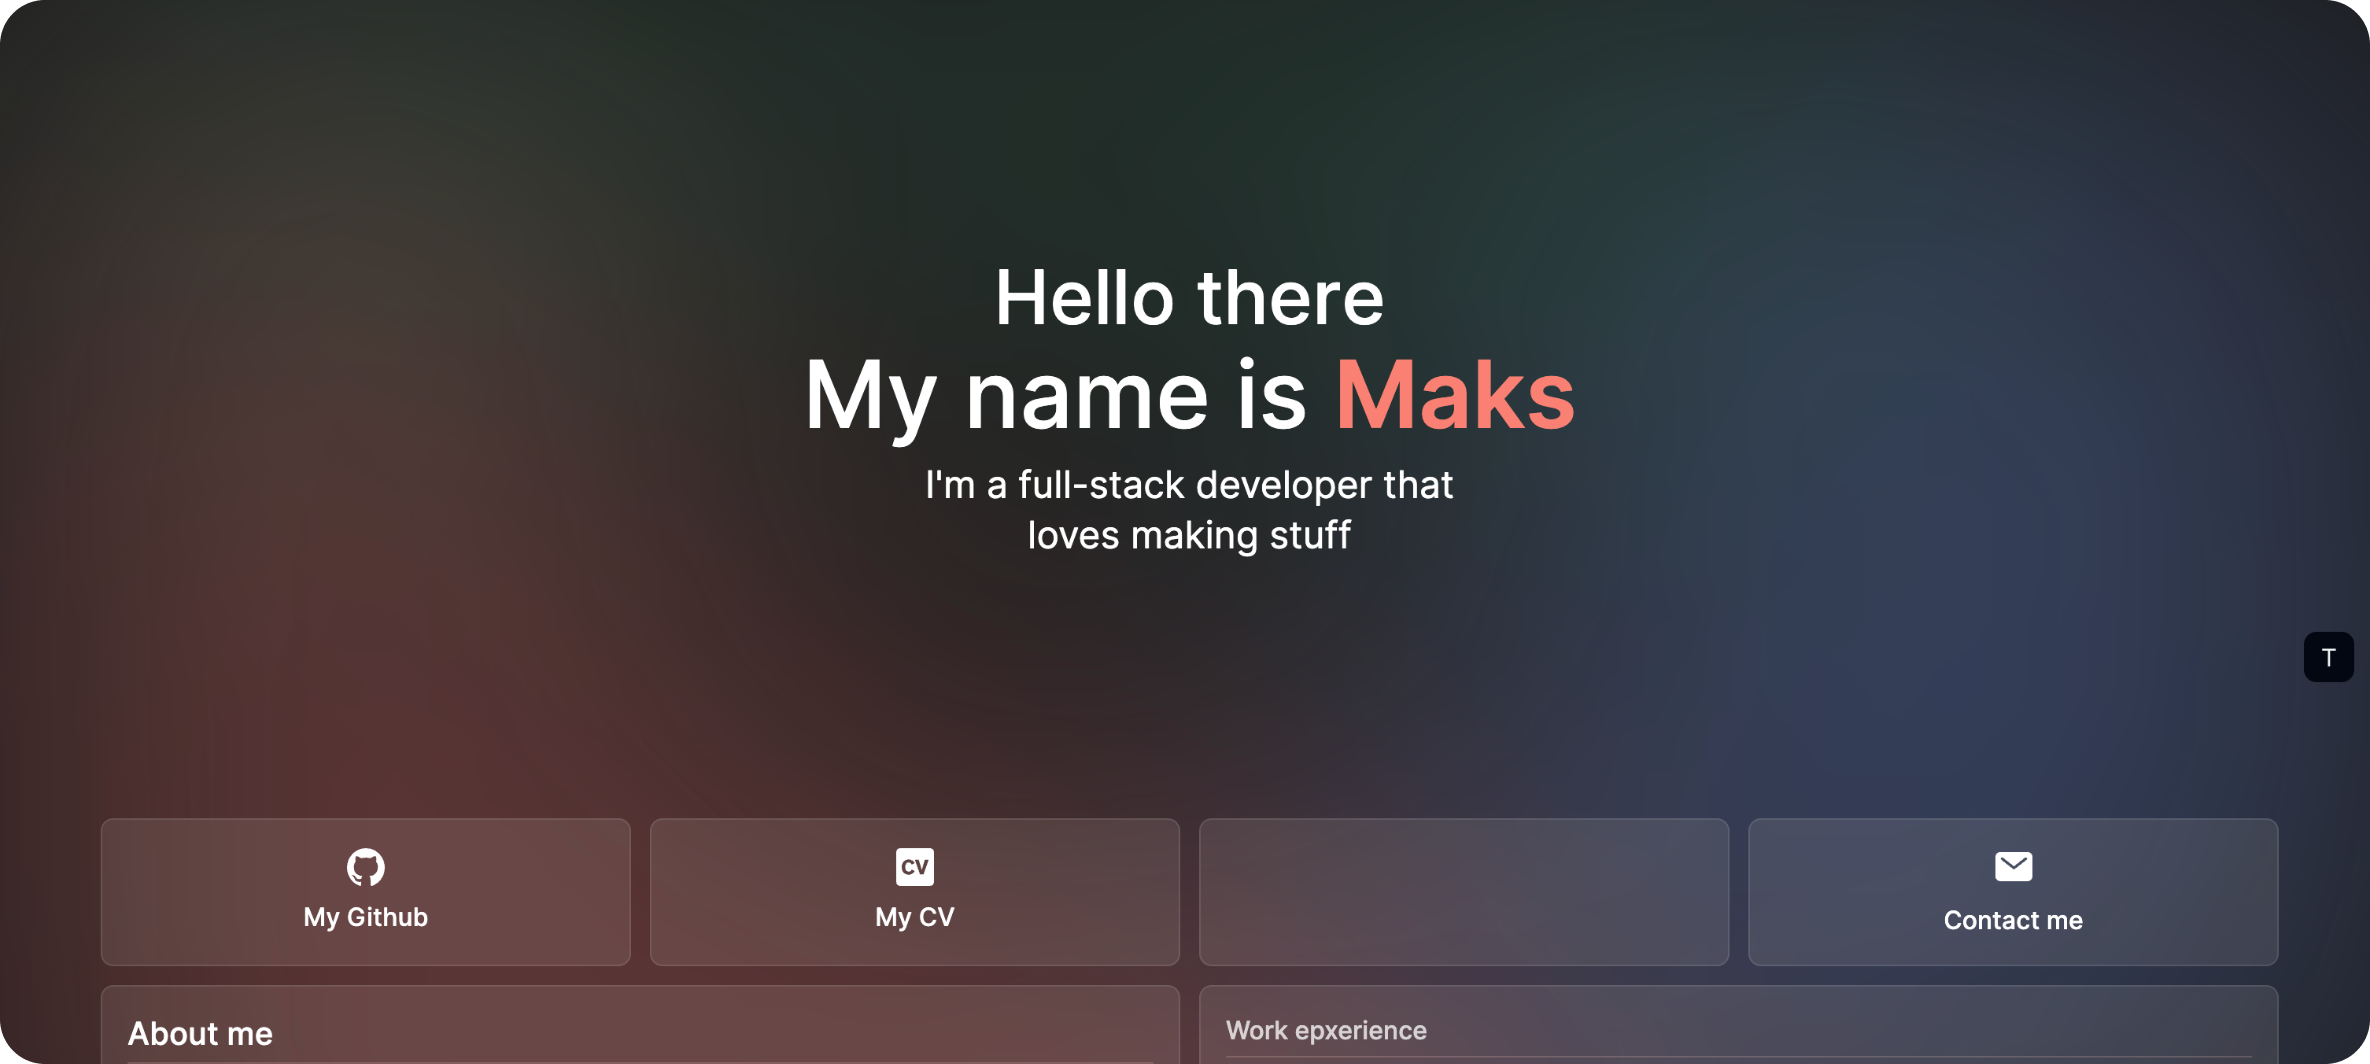 Hello there
My name is Maks
I'm a full-stack developer that
loves making stuff
T
CV
My Github
My CV
Contact me
About me
Work epxerience